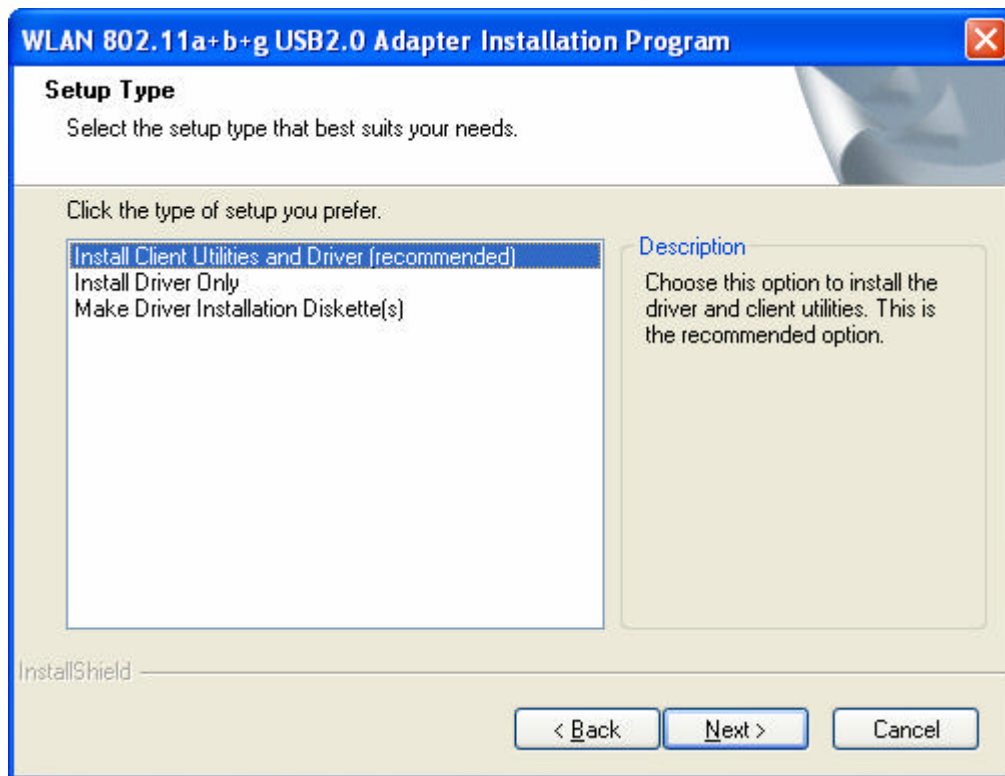 WLAN 802.11a+b+g USB2.0 Adapter Installation Program
Setup Type
Select the setup type that best suits your needs.
Click the type of setup you prefer.
Install Client Utilities and Driver (recommended)
Install Driver Only
Make Driver Installation Diskette(s)
Description
Choose this option to install the
driver and client utilities. This is
the recommended option.
InstallShield
< Back
Next >
Cancel